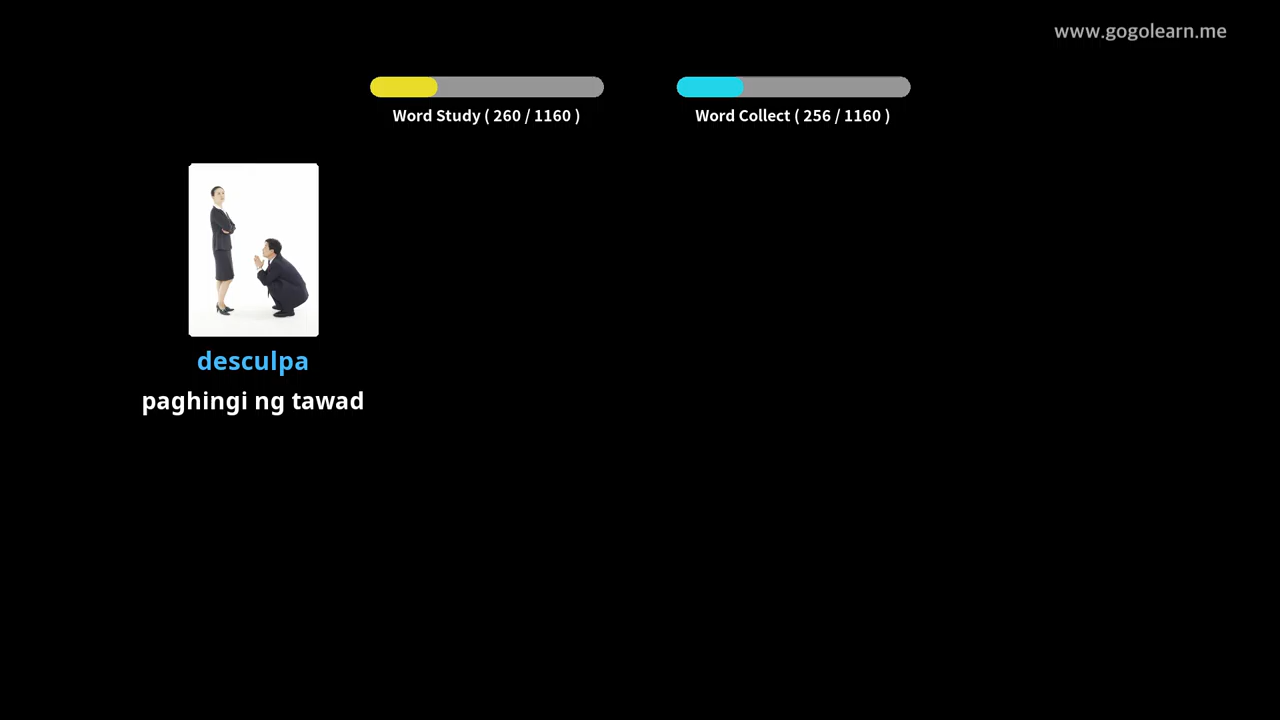 www.gogolearn.me
Word Study ( 260 / 1160 )
Word Collect ( 256 / 1160 )
desculpa
paghingi ng tawad